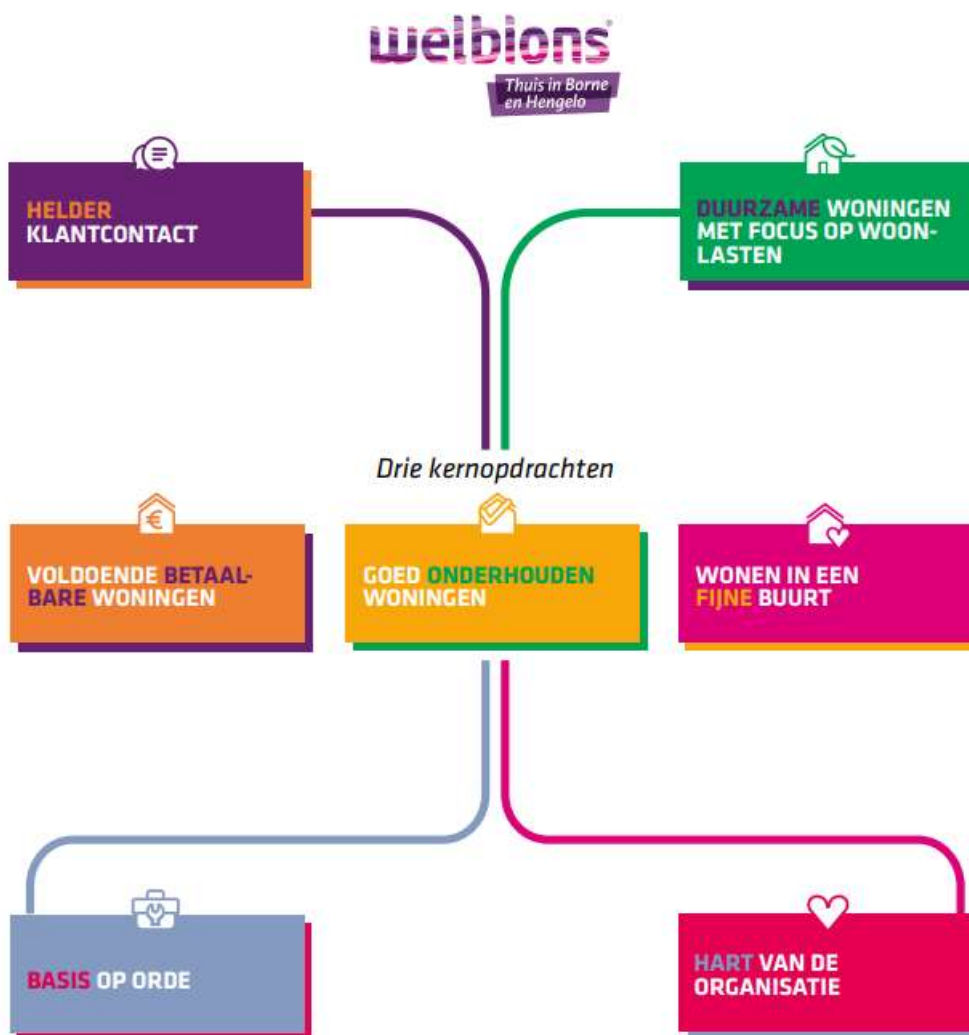 welbions
Thuis in Borne
en Hengelo
HELDER
KLANTCONTACT
DUURZAME WONINGEN
MET FOCUS OP WOON-
LASTEN
Drie kernopdrachten
VOLDOENDE BETAAL-
BARE WONINGEN
GOED ONDERHOUDEN
WONINGEN
WONEN IN EEN
FIJNE BUURT
BASIS OP ORDE
HART VAN DE
ORGANISATIE